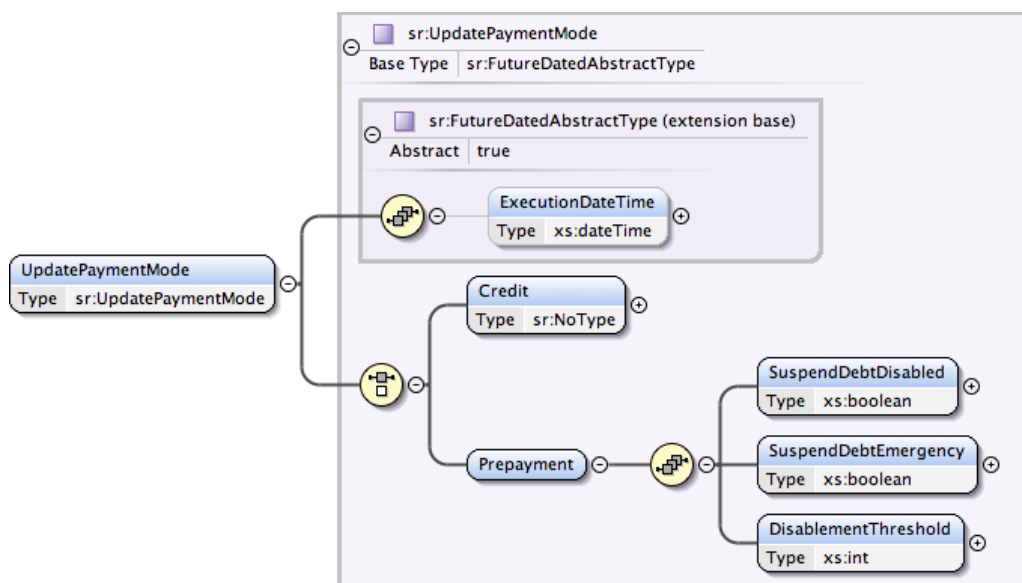 sr:UpdatePaymentMode
Base Type sr:FutureDatedAbstractType
sr:FutureDatedAbstractType (extension base)
Abstract true
ExecutionDateTime
Type xs:dateTime
UpdatePaymentMode
Type sr:UpdatePaymentMode
Credit
Type sr:NoType
Prepayment
SuspendDebtDisabled
Type xs:boolean
SuspendDebtEmergency
Type xs:boolean
DisablementThreshold
Type xs:int